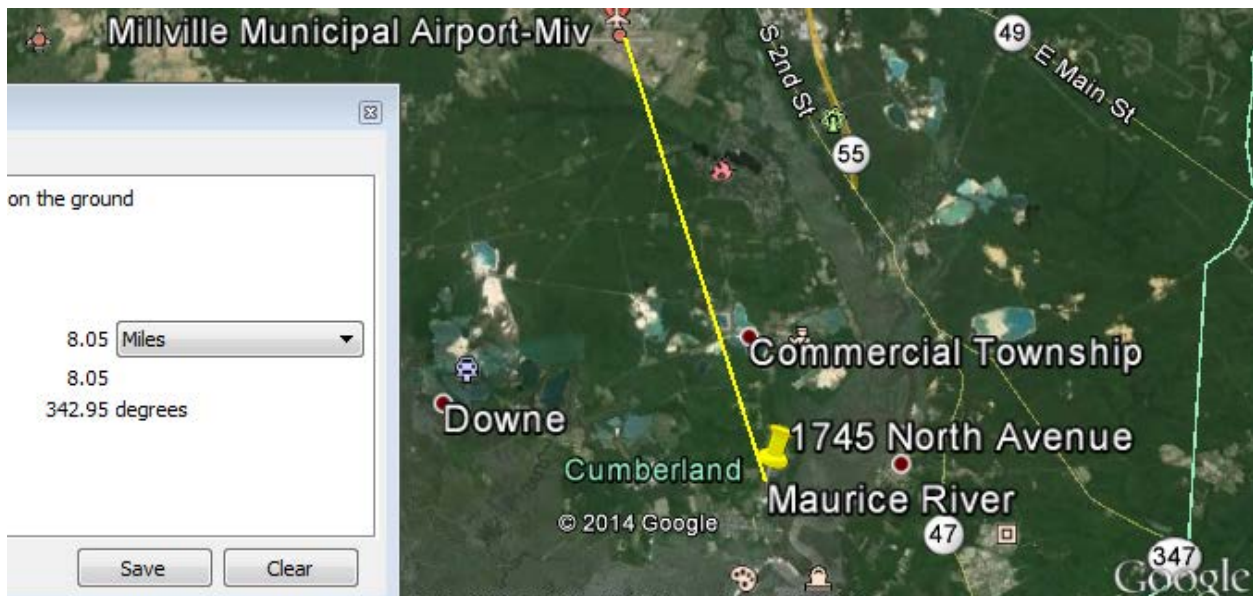 Millville Municipal Airport-Miv
S 2nd St
49
E Main St
55
on the ground
8.05 Miles
8.05
342.95 degrees
Save
Clear
Commercial Township
Downe
1745 North Avenue
Cumberland
Maurice River
© 2014 Google
47
347
Google